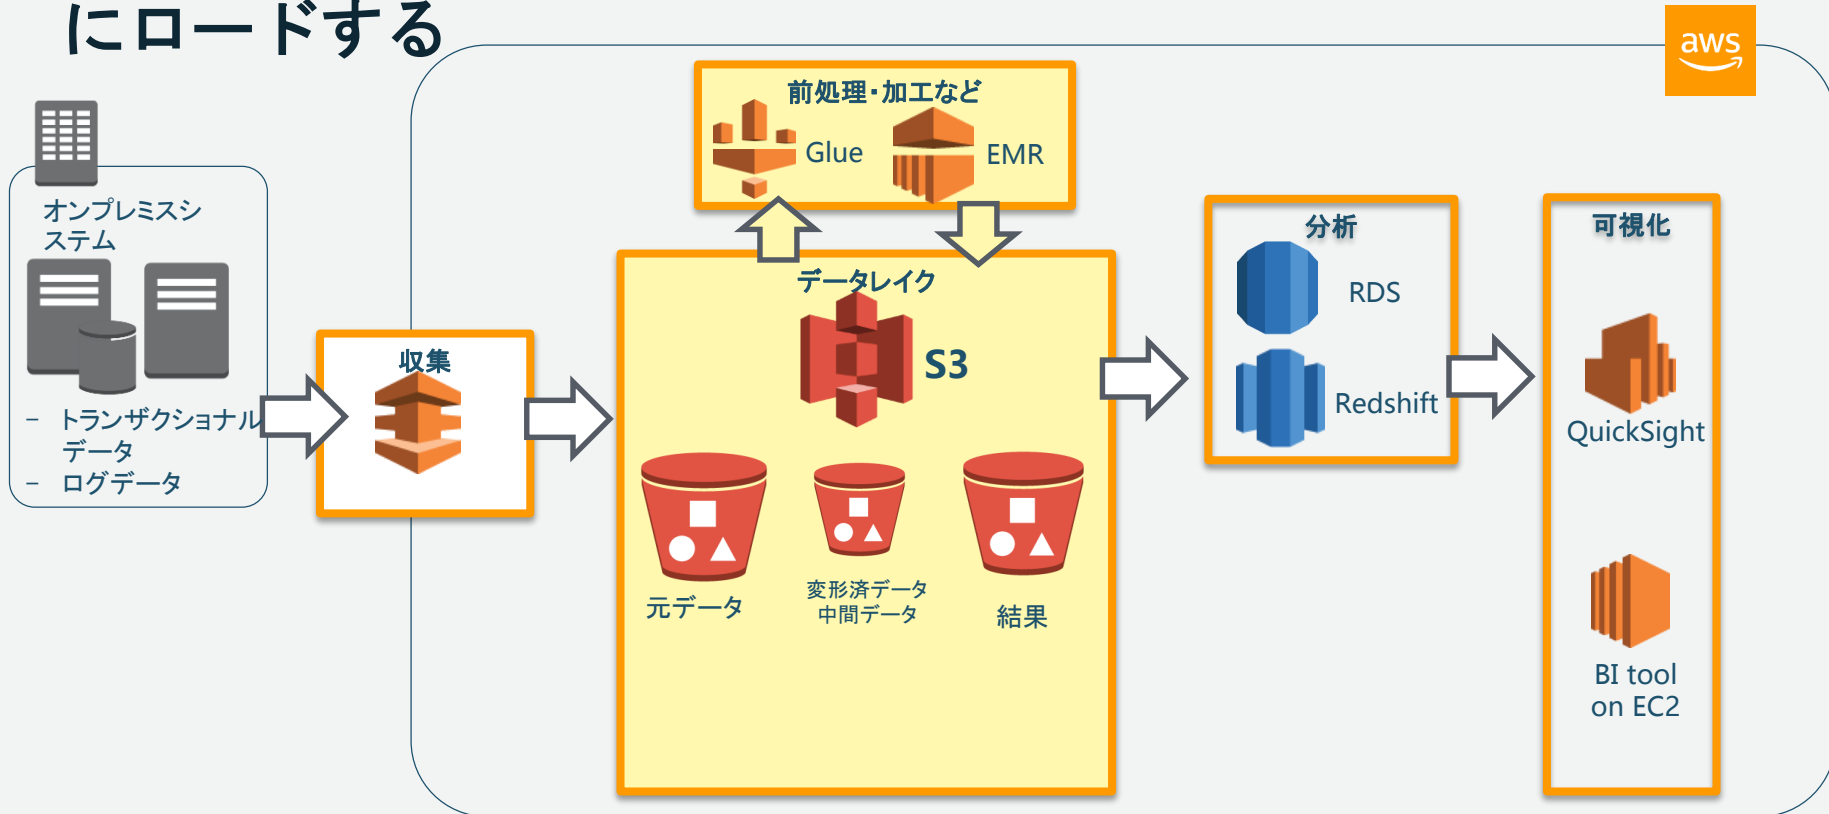 にロードする
aws
前処理・加工など
Glue
EMR
オンプレミスシ
ステム
- トランザクショナル
データ
- ログデータ
収集
データレイク
S3
元データ
変形済データ
中間データ
結果
分析
RDS
Redshift
可視化
QuickSight
BI tool
on EC2